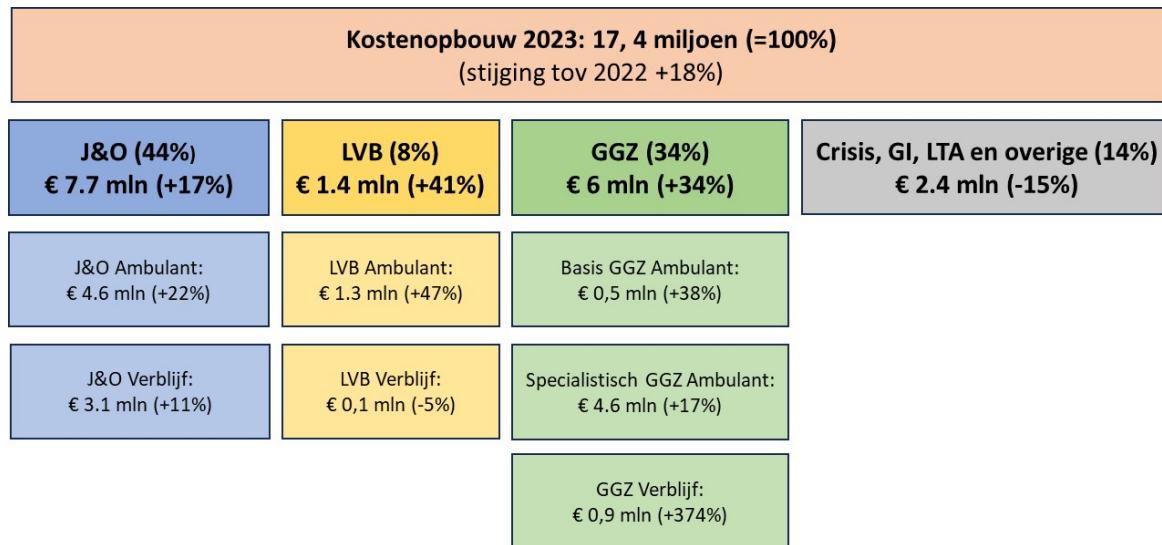 Kostenopbouw 2023: 17, 4 miljoen (=100%)
(stijging tov 2022 +18%)
J&O (44%)
€ 7.7 mln (+17%)
LVB (8%)
€ 1.4 mln (+41%)
GGZ (34%)
€ 6 mln (+34%)
Crisis, GI, LTA en overige (14%)
€ 2.4 mln (-15%)
J&O Ambulant:
€ 4.6 mln (+22%)
LVB Ambulant:
€ 1.3 mln (+47%)
Basis GGZ Ambulant:
€ 0,5 mln (+38%)
J&O Verblijf:
€ 3.1 mln (+11%)
LVB Verblijf:
€ 0,1 mln (-5%)
Specialistisch GGZ Ambulant:
€ 4.6 mln (+17%)
GGZ Verblijf:
€ 0,9 mln (+374%)